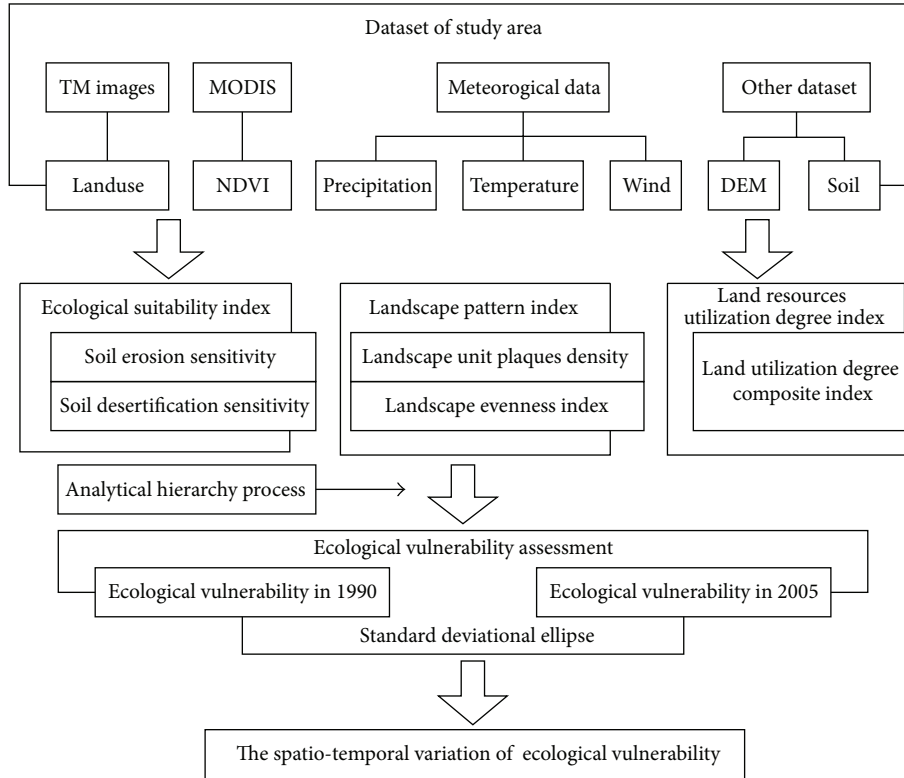 Dataset of study area
TM images
MODIS
Meteorogical data
Other dataset
Landuse
NDVI
Precipitation
Temperature
Wind
DEM
Soil
Ecological suitability index
Soil erosion sensitivity
Soil desertification sensitivity
Landscape pattern index
Landscape unit plaques density
Landscape evenness index
Land resources
utilization degree index
Land utilization degree
composite index
Analytical hierarchy process
Ecological vulnerability assessment
Ecological vulnerability in 1990
Ecological vulnerability in 2005
Standard deviational ellipse
The spatio-temporal variation of ecological vulnerability